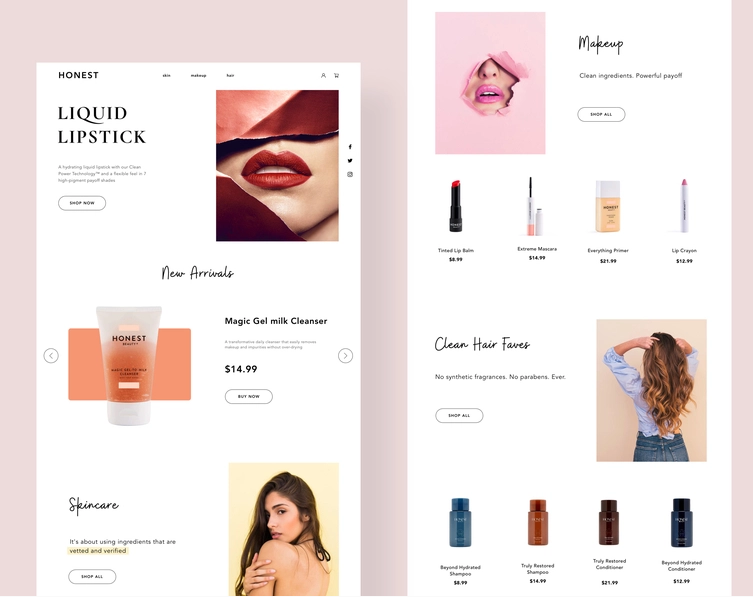 HONEST
skin makeup hair
LIQUID
LIPSTICK
A hydrating liquid lipstick with our Clean
Power Technology™ and a flexible feel in 7
high-pigment payoff shades
SHOP NOW
New Arrivals
HONEST
BEAUTY
MAGIC GEL-TO-MILK
CLEANSER
Magic Gel milk Cleanser
A transformative daily cleanser that easily removes
makeup and impurities without overdrying.
$14.99
BUY NOW
Skincare
It's about using ingredients that are
vetted and verified
SHOP ALL
Makeup
Clean ingredients. Powerful payoff
SHOP ALL
HONEST
HONEST
Tinted Lip Balm
$8.99
Extreme Mascara
$14.99
Everything Primer
$21.99
Lip Crayon
$12.99
Clean Hair Faves
No synthetic fragrances. No parabens. Ever.
SHOP ALL
HONEST
HONEST
HONEST
HONEST
Beyond Hydrated
Shampoo
$8.99
Truly Restored
Shampoo
$14.99
Truly Restored
Conditioner
$21.99
Beyond Hydrated
Conditioner
$12.99